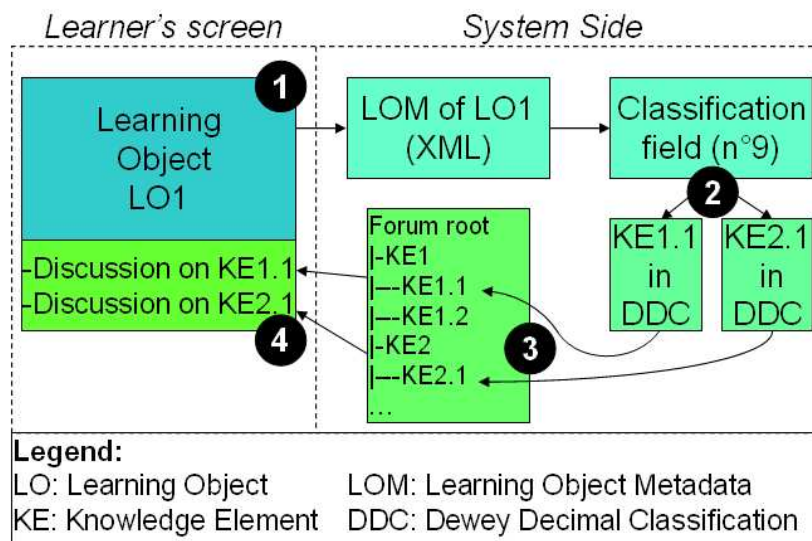 Learner's screen
System Side
1
Learning
Object
LO1
LOM of LO1
(XML)
Classification
field (n°9)
2
KE1.1
in
DDC
KE2.1
in
DDC
Forum root
|-KE1
|---KE1.1
|---KE1.2
|-KE2
|---KE2.1
...
3
-Discussion on KE1.1
-Discussion on KE2.1
4
Legend:
LO: Learning Object
LOM: Learning Object Metadata
KE: Knowledge Element
DDC: Dewey Decimal Classification